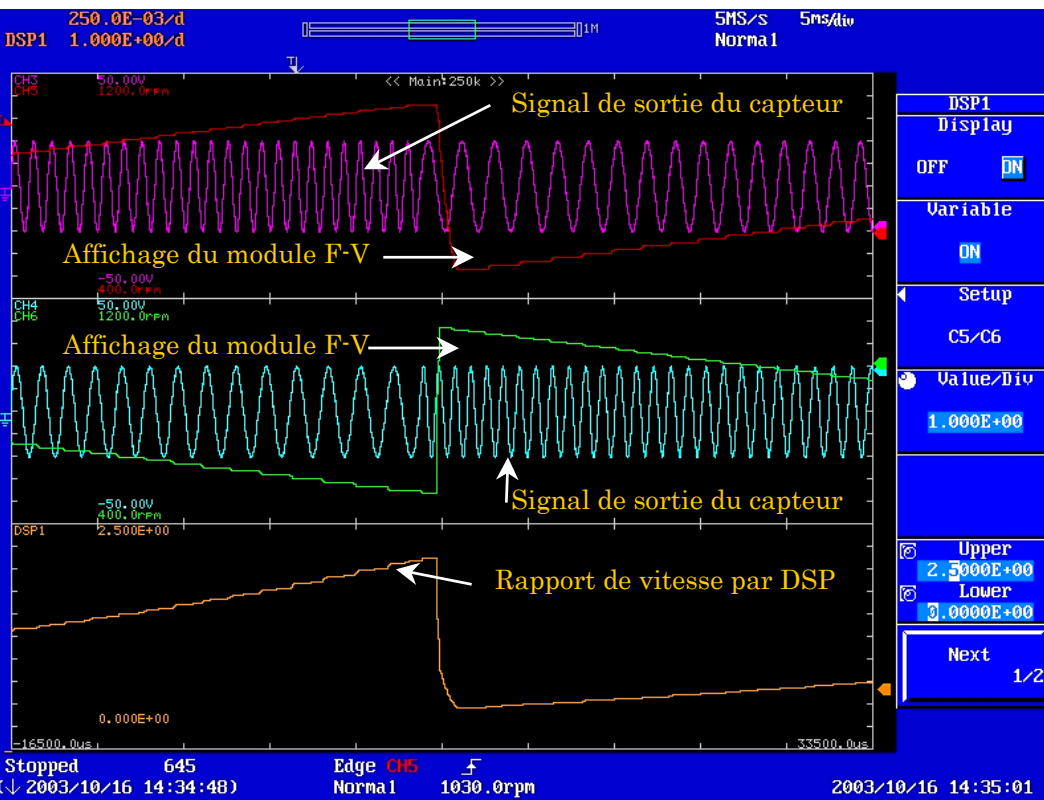 250.0E-03/d
DSP1 1.000E+00/d
1M
5MS/s 5ms/div
Normal
T
<< Main:250k >>
CH3 50.00V
CH5 1200.0rpm
Signal de sortie du capteur
Affichage du module F-V
-50.00V
400.0rpm
CH4 50.00V
CH6 1200.0rpm
Affichage du module F-V
Signal de sortie du capteur
-50.00V
400.0rpm
DSP1 2.500E+00
Rapport de vitesse par DSP
0.000E+00
-16500.0us
33500.0us
Stopped 645
Edge CH5
(↓ 2003/10/16 14:34:48)
Normal 1030.0rpm
2003/10/16 14:35:01
DSP1
Display
OFF ON
Variable
ON
Setup
C5/C6
Value/Div
1.000E+00
Upper
2.5000E+00
Lower
0.0000E+00
Next
1/2